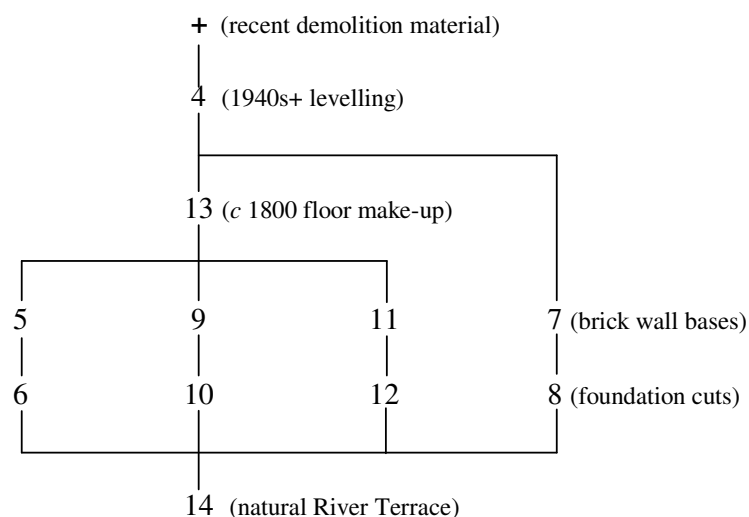 + (recent demolition material)
4 (1940s+ levelling)
13 (c 1800 floor make-up)
5 9 11 7 (brick wall bases)
6 10 12 8 (foundation cuts)
14 (natural River Terrace)